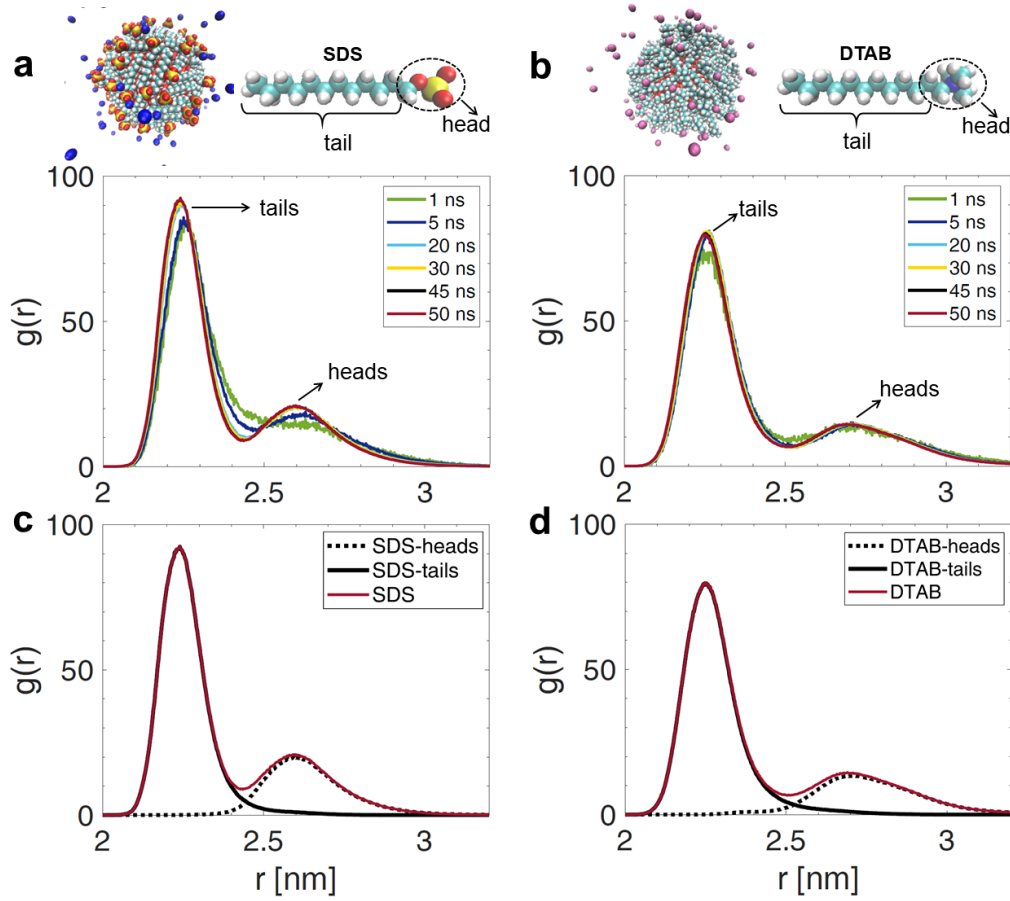 a
SDS
head
tail
100
50
0
g(r)
tails
heads
1 ns
5 ns
20 ns
30 ns
45 ns
50 ns
2
2.5
3
b
DTAB
head
tail
100
50
0
g(r)
tails
heads
1 ns
5 ns
20 ns
30 ns
45 ns
50 ns
2
2.5
3
c
100
50
0
g(r)
SDS-heads
SDS-tails
SDS
2
2.5
3
r [nm]
d
100
50
0
g(r)
DTAB-heads
DTAB-tails
DTAB
2
2.5
3
r [nm]